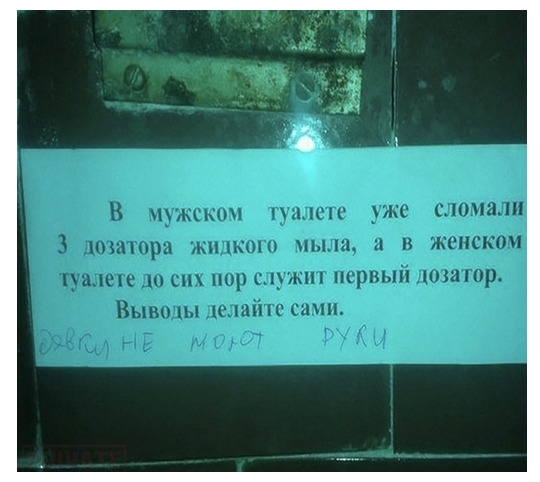 В мужском туалете уже сломали
3 дозатора жидкого мыла, а в женском
туалете до сих пор служит первый дозатор.
Выводы делайте сами.
девки НЕ моют РУКИ
PRIVATE